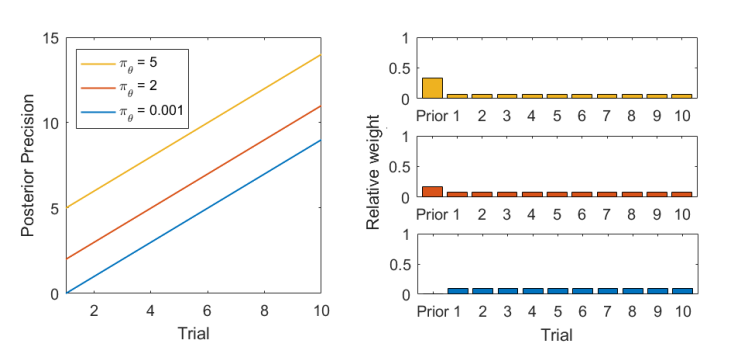 15
10
5
0
Posterior Precision
π_θ = 5
π_θ = 2
π_θ = 0.001
2 4 6 8 10
Trial
Relative weight
1
0.5
0
Prior 1 2 3 4 5 6 7 8 9 10
1
0.5
0
Prior 1 2 3 4 5 6 7 8 9 10
1
0.5
0
Prior 1 2 3 4 5 6 7 8 9 10
Trial